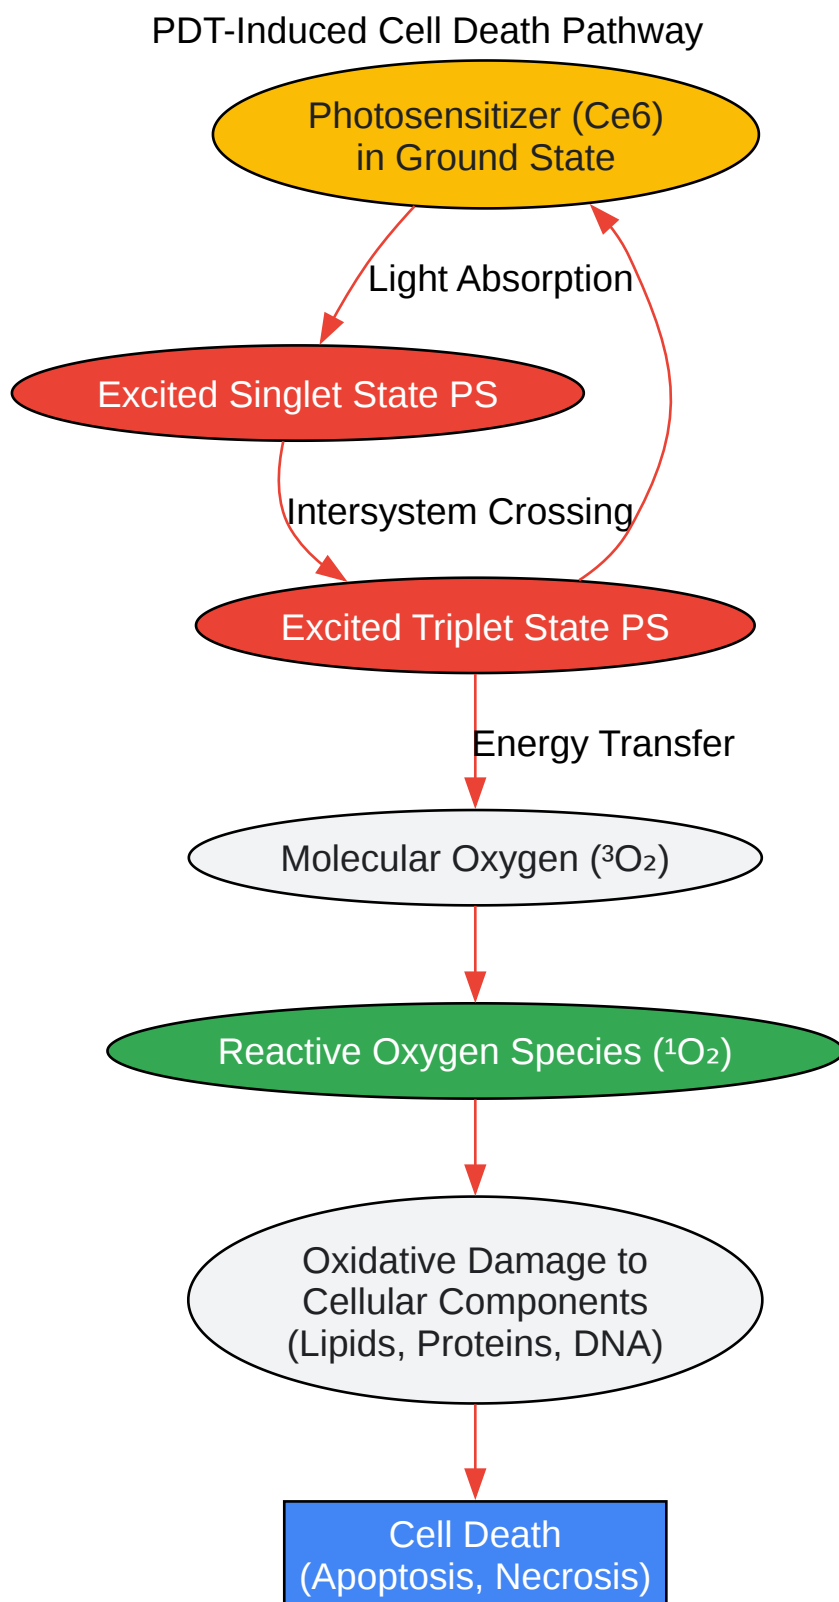 PDT-Induced Cell Death Pathway
Photosensitizer (Ce6)
in Ground State
Light Absorption
Excited Singlet State PS
Intersystem Crossing
Excited Triplet State PS
Energy Transfer
Molecular Oxygen (³O₂)
Reactive Oxygen Species (¹O₂)
Oxidative Damage to
Cellular Components
(Lipids, Proteins, DNA)
Cell Death
(Apoptosis, Necrosis)